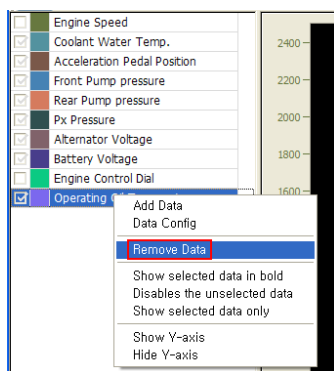 Engine Speed
Coolant Water Temp.
Acceleration Pedal Position
Front Pump pressure
Rear Pump pressure
Px Pressure
Alternator Voltage
Battery Voltage
Engine Control Dial
Operating
2400
2200
2000
1800
1600
Add Data
Data Config
Remove Data
Show selected data in bold
Disables the unselected data
Show selected data only
Show Y-axis
Hide Y-axis